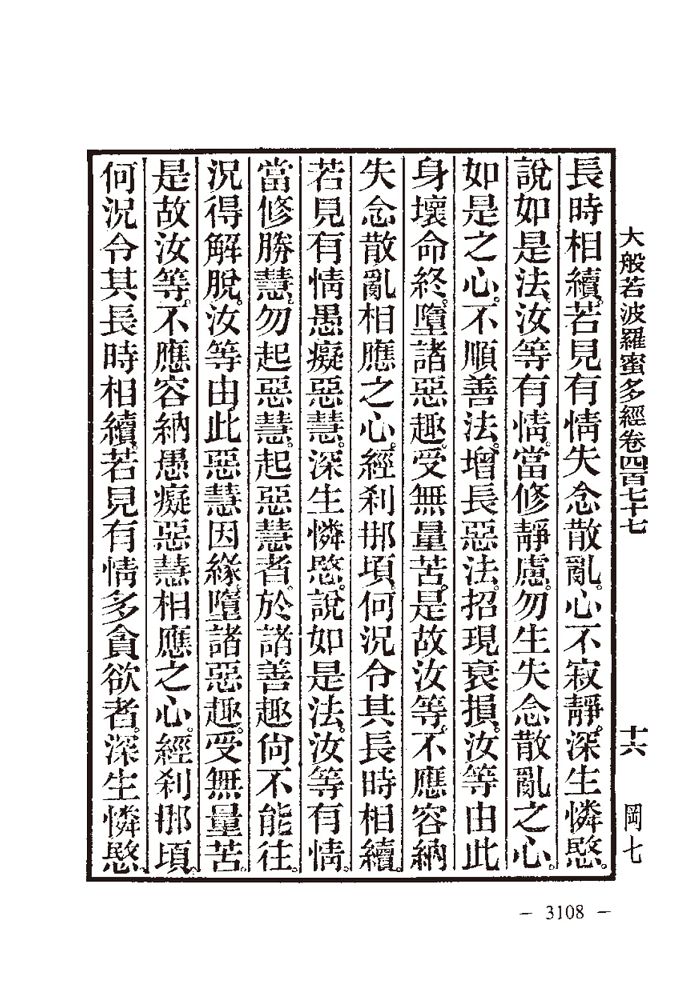 大般若波羅蜜多經卷四百七十七
十六
岡七
長時相續。若見有情失念散亂。心不寂靜。深生憐愍。
說如是法。汝等有情。當修靜慮。勿生失念散亂之心。
如是之心。不順善法。增長惡法。招現衰損。汝等由此
身壞命終。墮諸惡趣。受無量苦。是故汝等。不應容納
失念散亂相應之心。經刹那頃。何況令其長時相續。
若見有情愚癡惡慧。深生憐愍。說如是法。汝等有情。
當修勝慧。勿起惡慧。起惡慧者。於諸善趣尙不能往。
況得解脫。汝等由此惡慧因緣。墮諸惡趣。受無量苦。
是故汝等。不應容納愚癡惡慧相應之心。經刹那頃。
何況令其長時相續。若見有情多貪欲者。深生憐愍。
— 3108 —